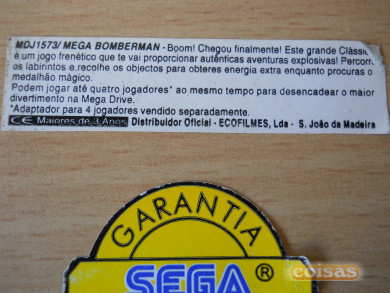 MDJ1573/ MEGA BOMBERMAN - Boom! Chegou finalmente! Este grande Clássic
é um jogo frenético que te vai proporcionar autênticas aventuras explosivas! Percorre
os labirintos e recolhe os objectos para obteres energia extra enquanto procuras o
medalhão mágico.
Podem jogar até quatro jogadores* ao mesmo tempo para desencadear o maior
divertimento na Mega Drive.
*Adaptador para 4 jogadores vendido separadamente.
CE Maiores de 3 Anos Distribuidor Oficial - ECOFILMES, Lda - S. João da Madeira
GARANTIA
SEGA ®
coisas